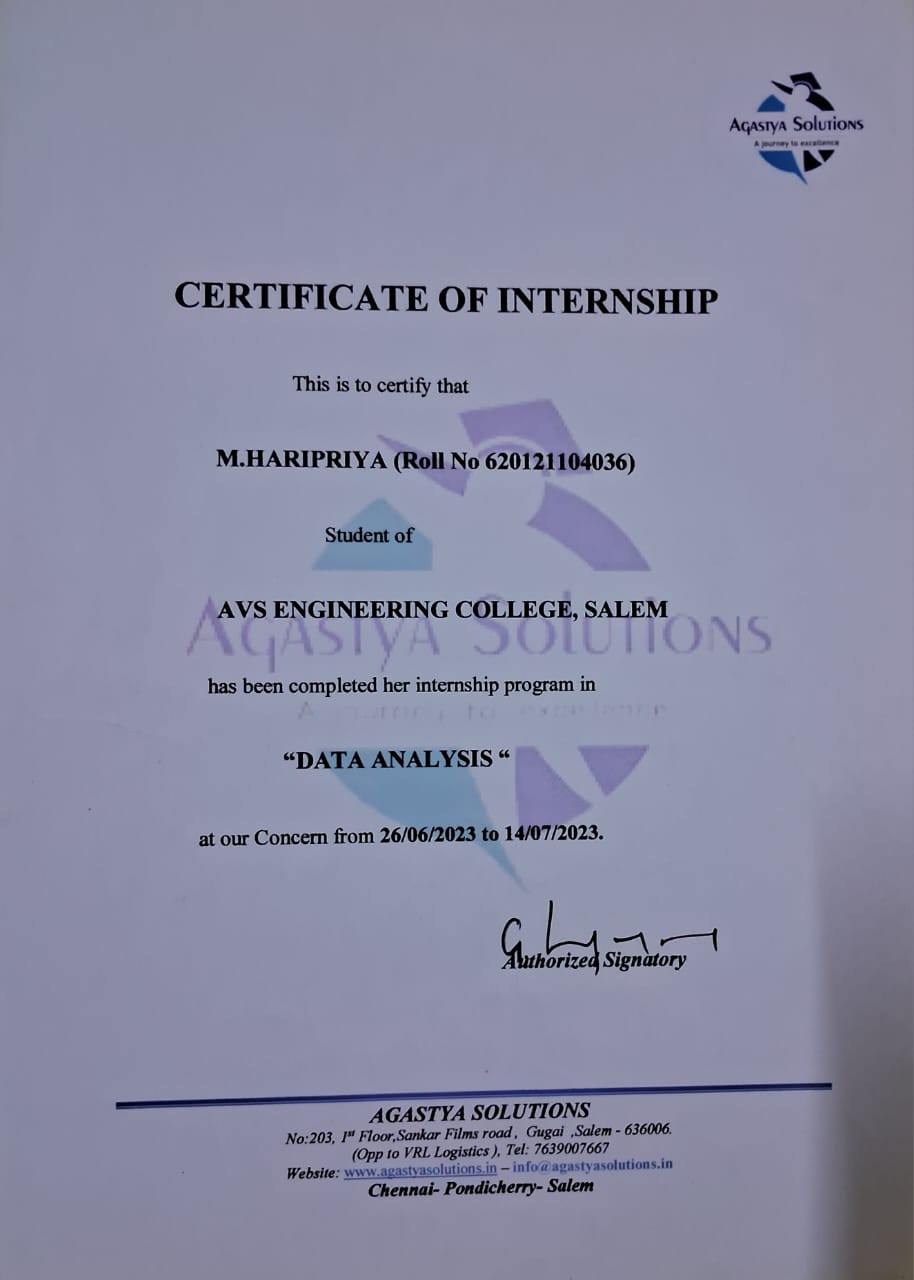 AGASTYA SOLUTIONS
A journey to excellence
CERTIFICATE OF INTERNSHIP
This is to certify that
M.HARIPRIYA (Roll No 620121104036)
Student of
AVS ENGINEERING COLLEGE, SALEM
AGASTYA SOLUTIONS
has been completed her internship program in
A journey to excellence
“DATA ANALYSIS “
at our Concern from 26/06/2023 to 14/07/2023.
Authorized Signatory
AGASTYA SOLUTIONS
No:203, 1st Floor,Sankar Films road , Gugai ,Salem - 636006.
(Opp to VRL Logistics ), Tel: 7639007667
Website: www.agastyasolutions.in – info@agastyasolutions.in
Chennai- Pondicherry- Salem